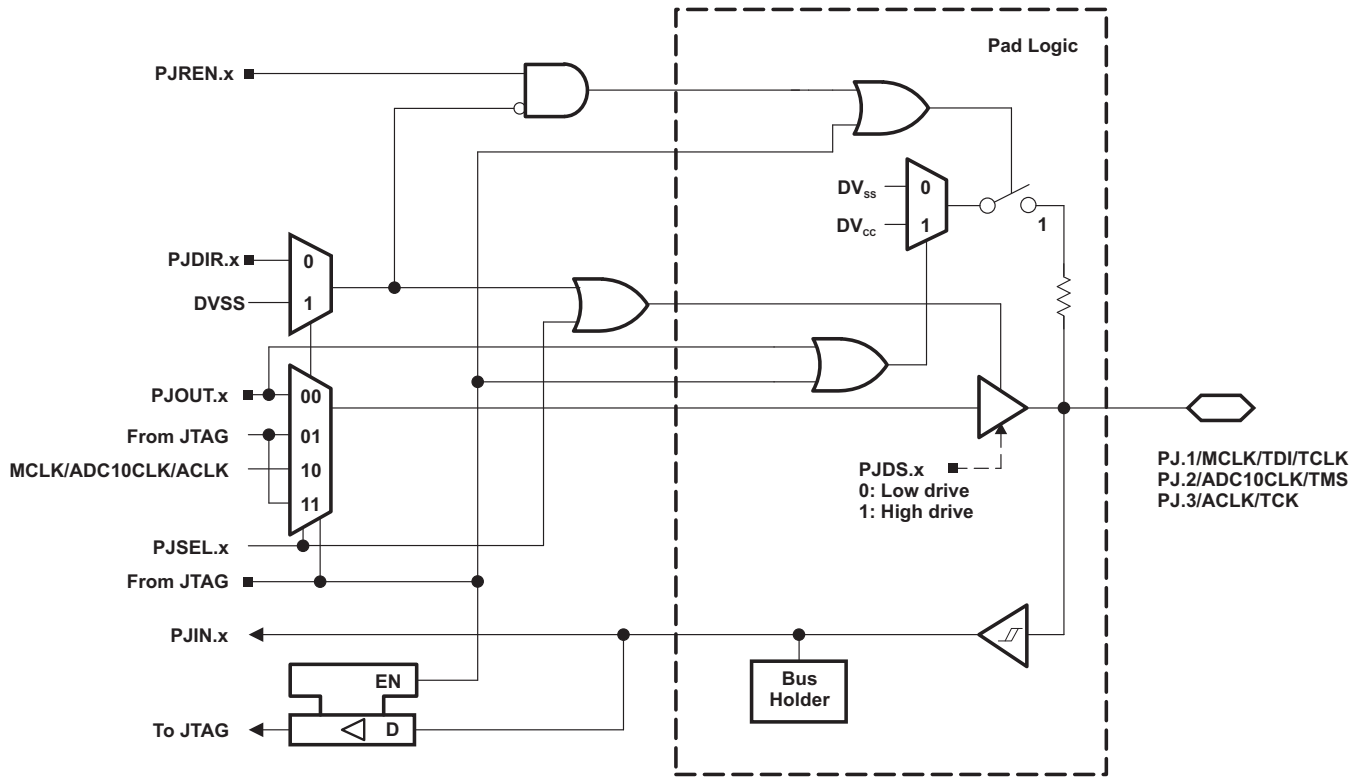 Pad Logic
PJREN.x
DVSS
0
DVCC
1
1
PJDIR.x
0
DVSS
1
PJOUT.x
00
From JTAG
01
MCLK/ADC10CLK/ACLK
10
11
PJDS.x
0: Low drive
1: High drive
PJ.1/MCLK/TDI/TCLK
PJ.2/ADC10CLK/TMS
PJ.3/ACLK/TCK
PJSEL.x
From JTAG
PJIN.x
Bus
Holder
EN
To JTAG
D